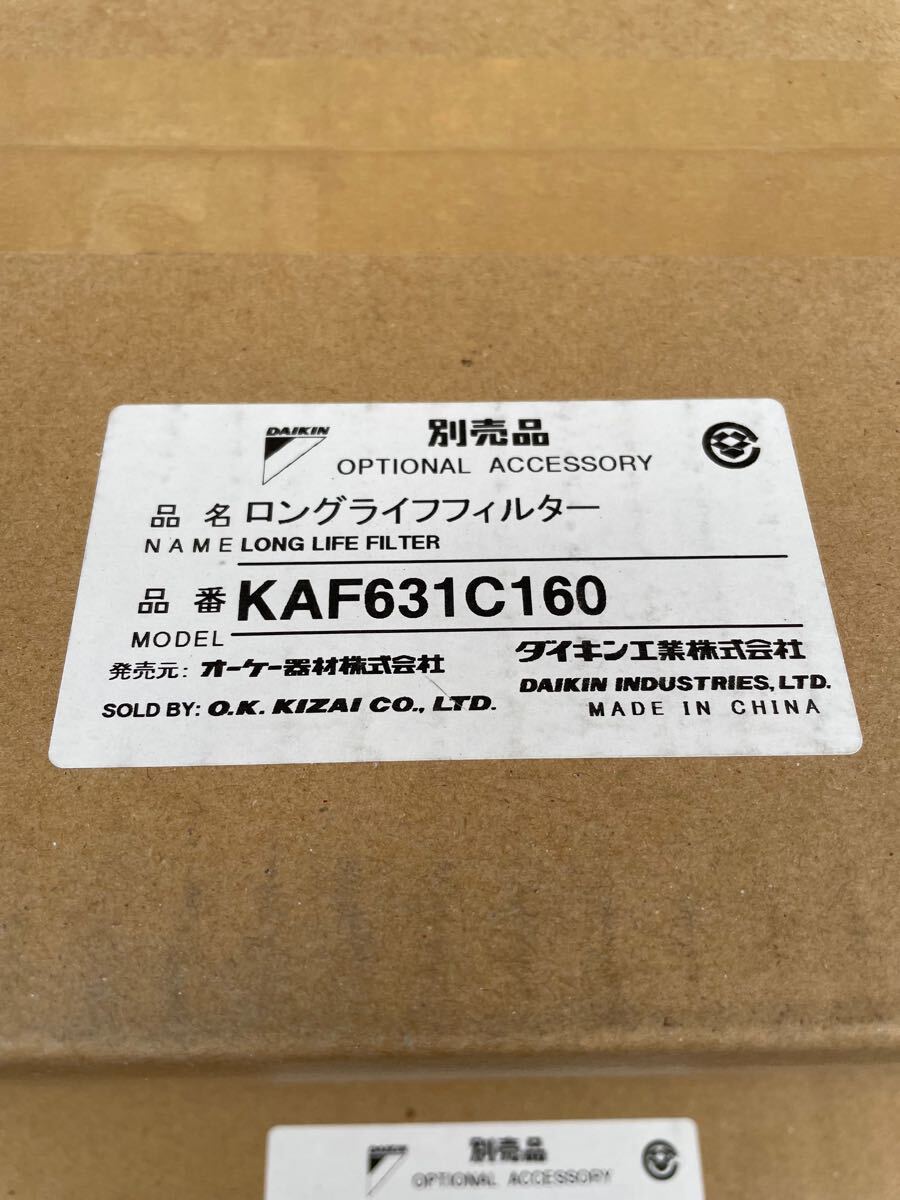 DAIKIN 別売品
OPTIONAL ACCESSORY
品名 ロングライフフィルター
NAME LONG LIFE FILTER
品番 KAF631C160
MODEL
発売元: オーケー器材株式会社 ダイキン工業株式会社
SOLD BY: O.K. KIZAI CO., LTD. DAIKIN INDUSTRIES, LTD.
MADE IN CHINA
DAIKIN 別売品
OPTIONAL ACCESSORY